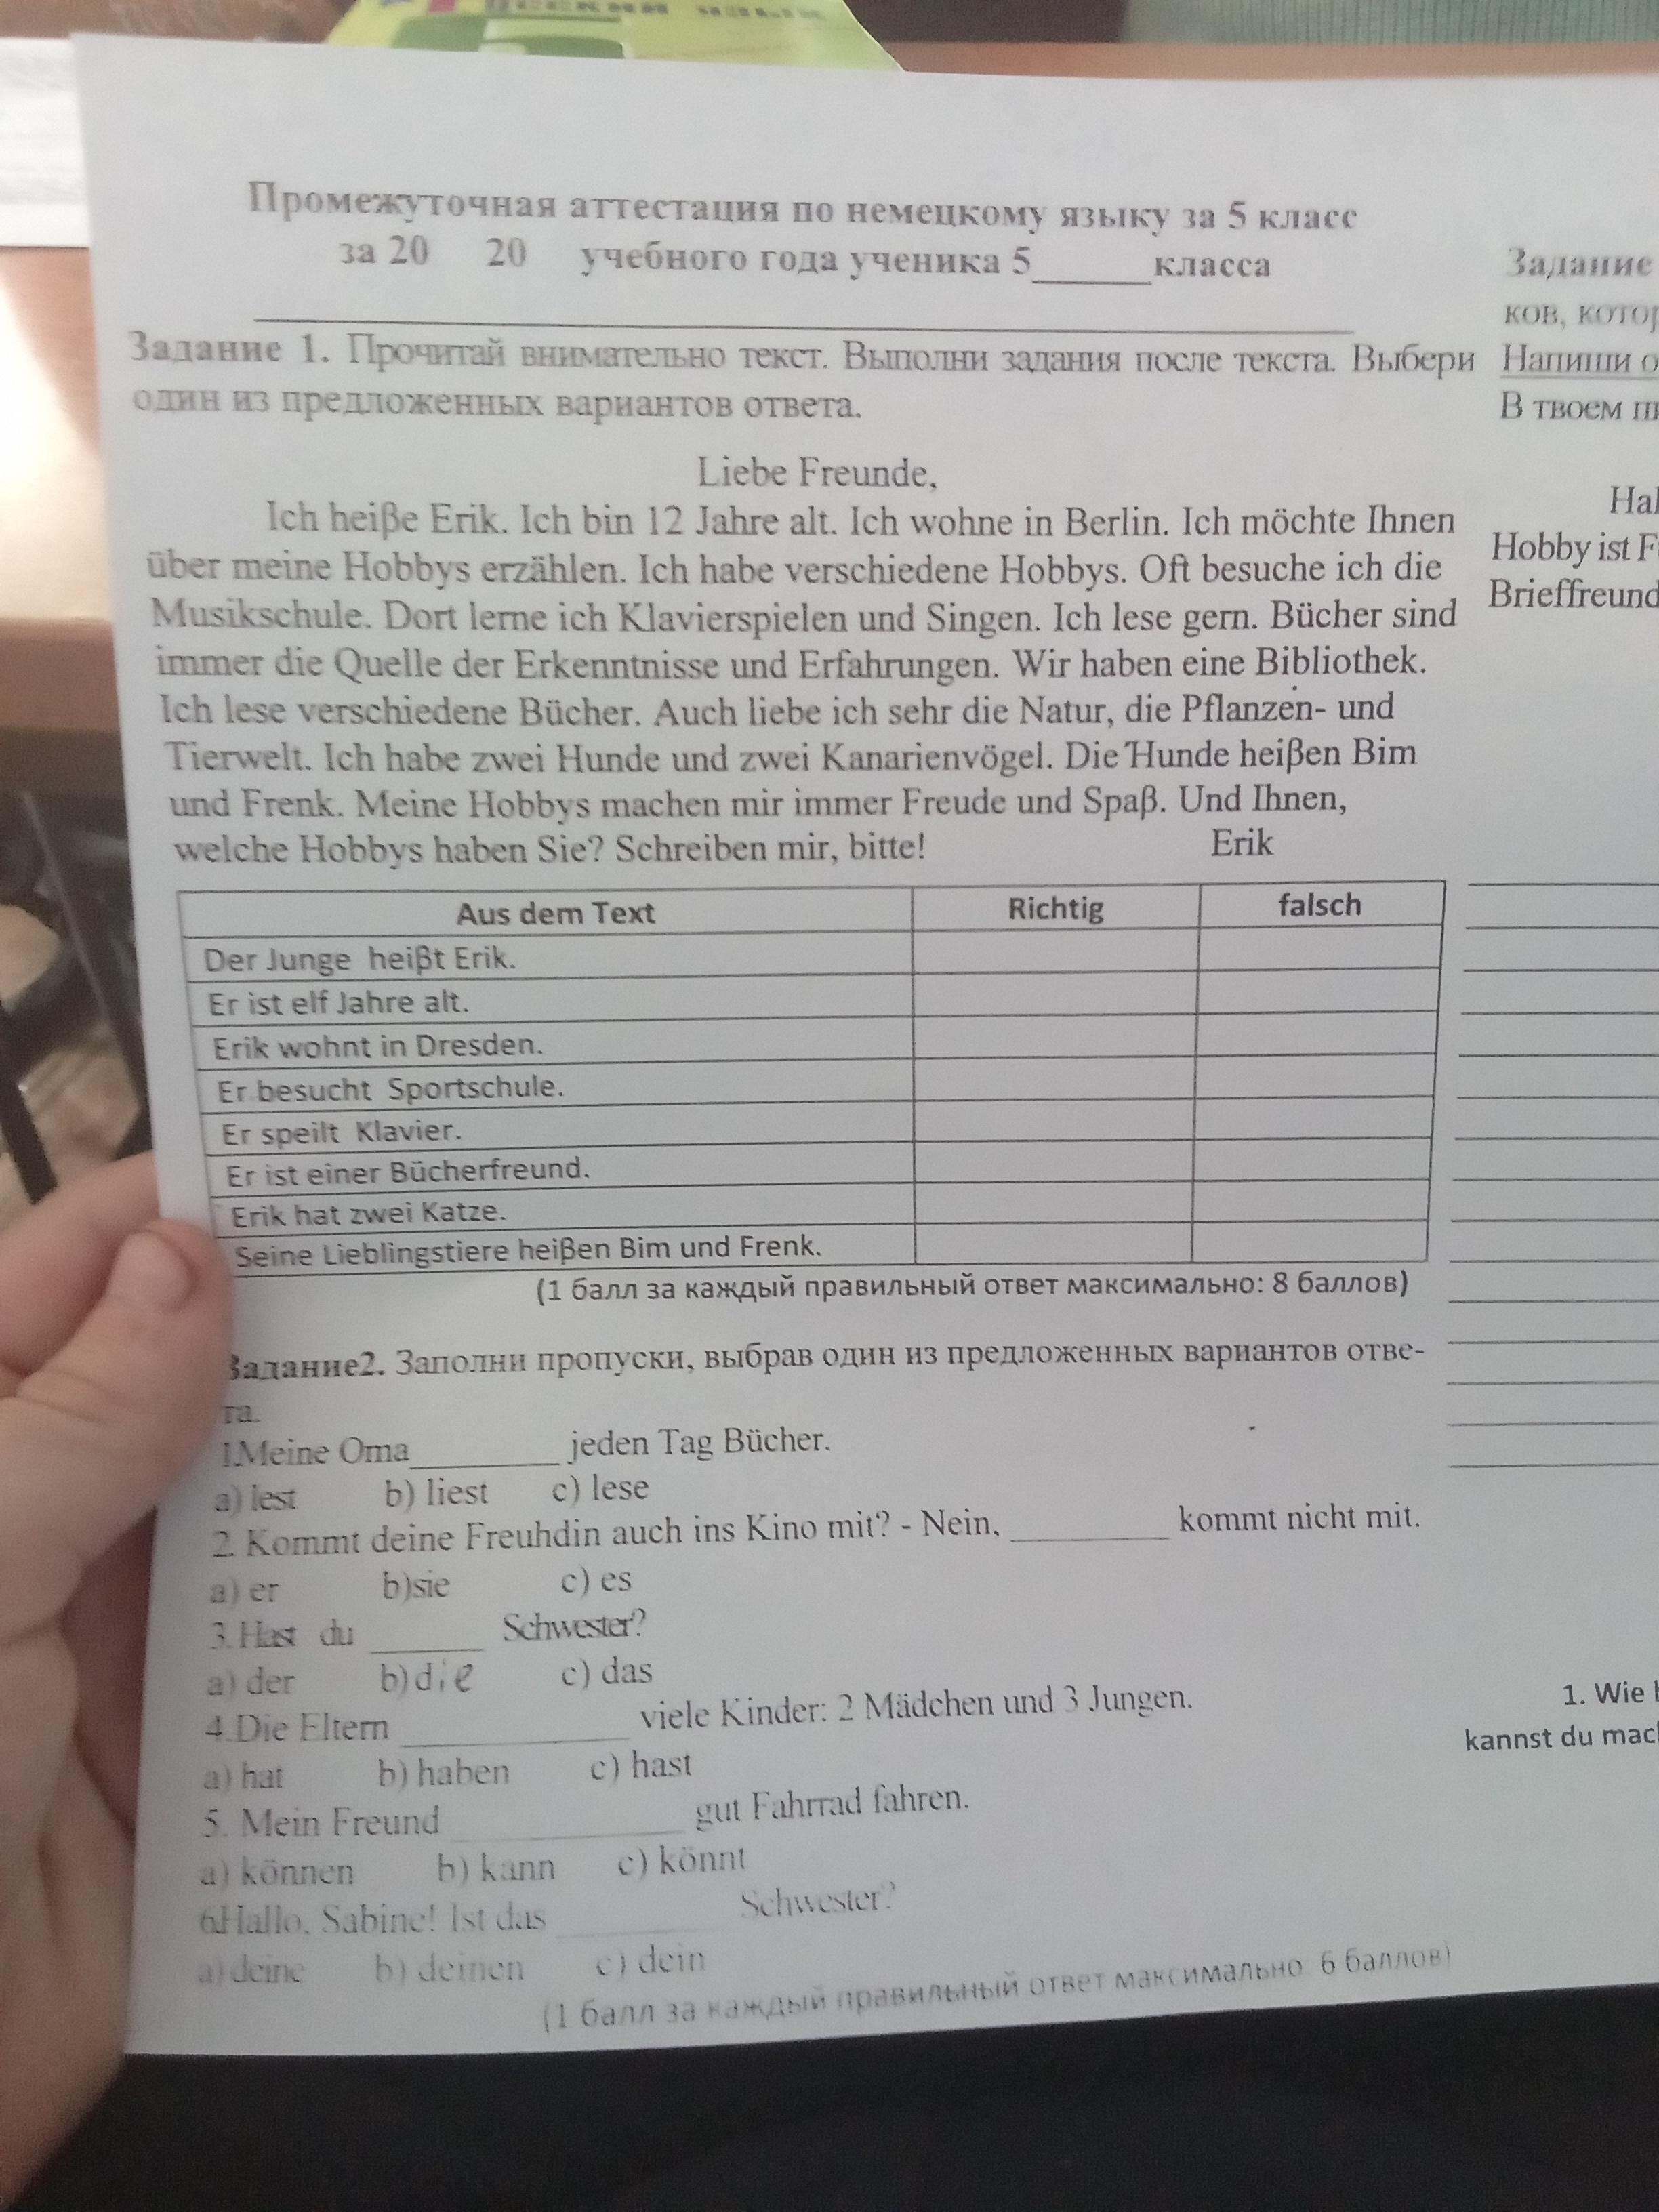 Промежуточная аттестация по немецкому языку за 5 класс
за 20 20 учебного года ученика 5______класса
Задание 1. Прочитай внимательно текст. Выполни задания после текста. Выбери
один из предложенных вариантов ответа.
Liebe Freunde,
Ich heiβe Erik. Ich bin 12 Jahre alt. Ich wohne in Berlin. Ich möchte Ihnen
über meine Hobbys erzählen. Ich habe verschiedene Hobbys. Oft besuche ich die
Musikschule. Dort lerne ich Klavierspielen und Singen. Ich lese gern. Bücher sind
immer die Quelle der Erkenntnisse und Erfahrungen. Wir haben eine Bibliothek.
Ich lese verschiedene Bücher. Auch liebe ich sehr die Natur, die Pflanzen- und
Tierwelt. Ich habe zwei Hunde und zwei Kanarienvögel. Die Hunde heiβen Bim
und Frenk. Meine Hobbys machen mir immer Freude und Spaβ. Und Ihnen,
welche Hobbys haben Sie? Schreiben mir, bitte! Erik
Aus dem Text Richtig falsch
Der Junge heiβt Erik.
Er ist elf Jahre alt.
Erik wohnt in Dresden.
Er besucht Sportschule.
Er speilt Klavier.
Er ist einer Bücherfreund.
Erik hat zwei Katze.
Seine Lieblingstiere heiβen Bim und Frenk.
(1 балл за каждый правильный ответ максимально: 8 баллов)
Задание2. Заполни пропуски, выбрав один из предложенных вариантов отве-
та.
1.Meine Oma________ jeden Tag Bücher.
a) lest b) liest c) lese
2. Kommt deine Freuhdin auch ins Kino mit? - Nein, ________ kommt nicht mit.
a) er b)sie c) es
3. Hast du ______ Schwester?
a) der b)die c) das
4.Die Eltern ____________ viele Kinder: 2 Mädchen und 3 Jungen.
a) hat b) haben c) hast
5. Mein Freund ____________ gut Fahrrad fahren.
a) können b) kann c) könnt
6.Hallo, Sabine! Ist das ________ Schwester?
a) deine b) deinen c) dein
(1 балл за каждый правильный ответ максимально: 6 баллов)
Задание
ков,
Напиши
В твоем
Hobby ist
1. Wie
kannst du